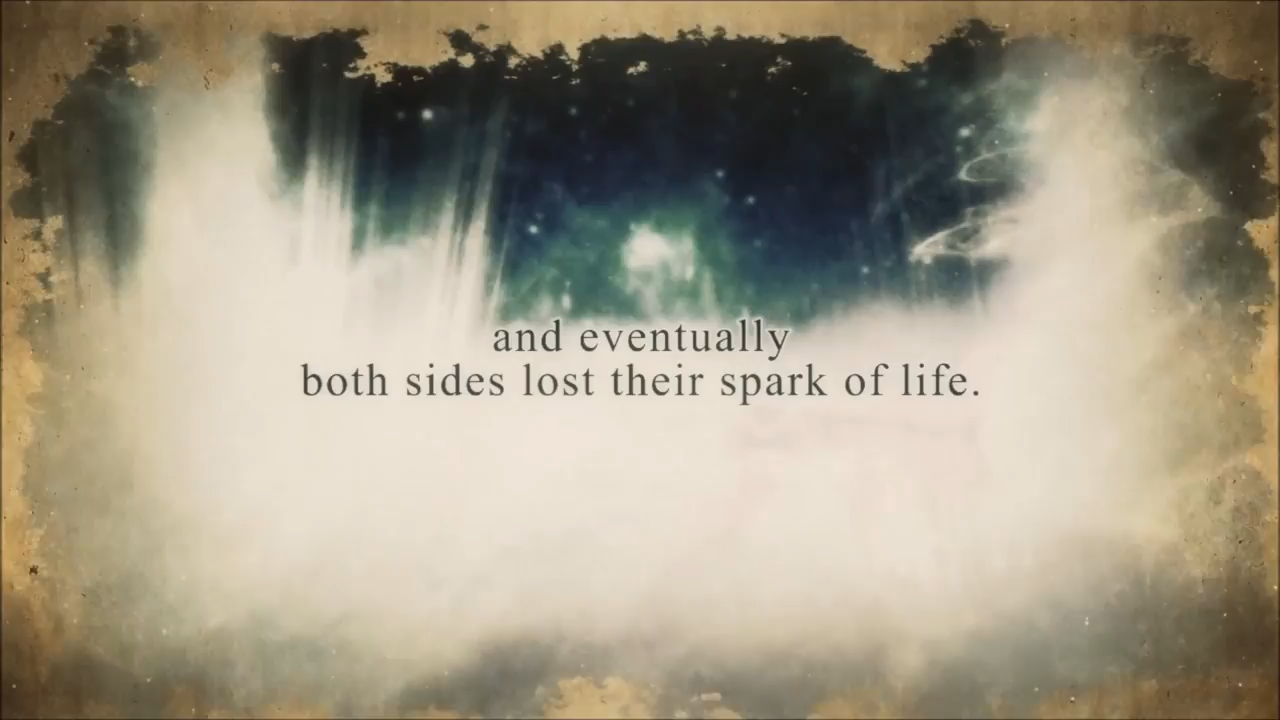 and eventually
both sides lost their spark of life.